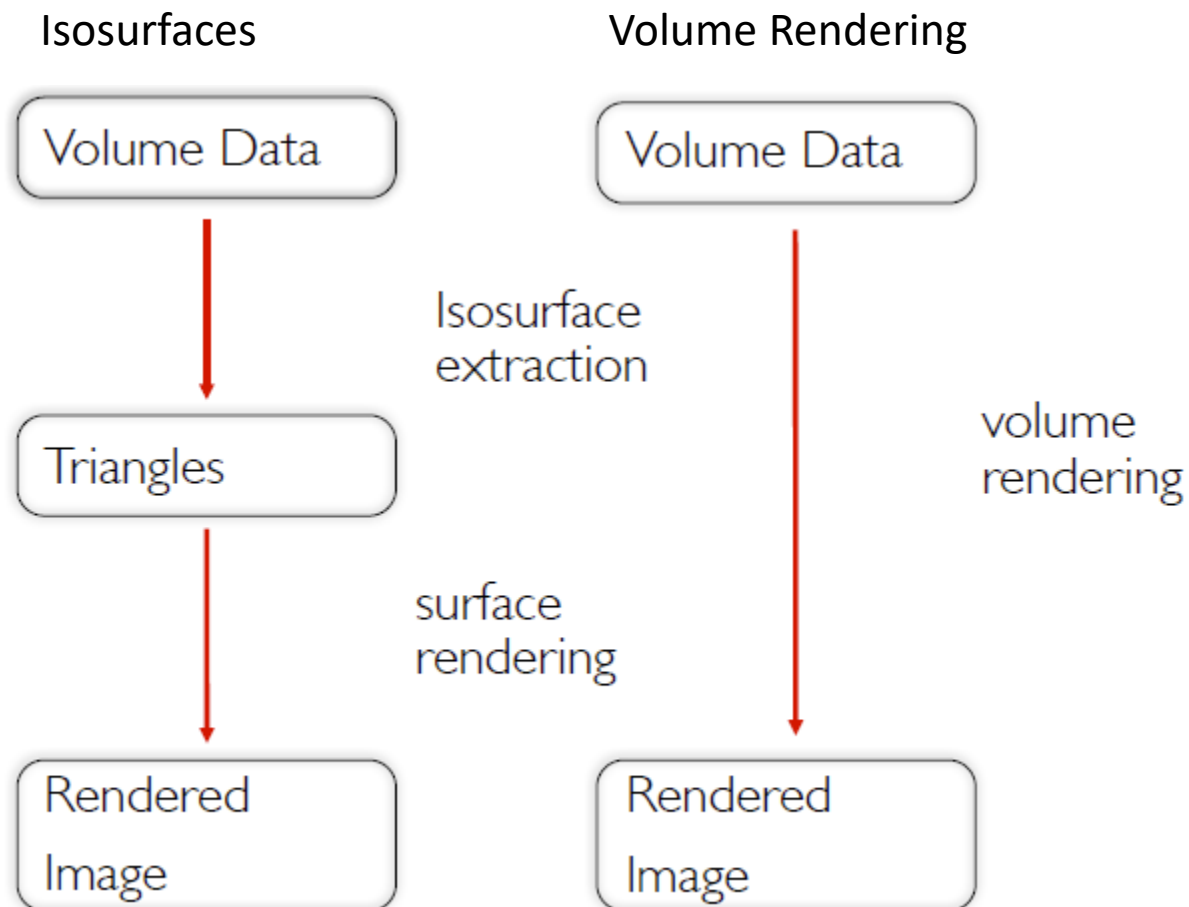 Isosurfaces
Volume Rendering
Volume Data
Volume Data
Isosurface
extraction
Triangles
volume
rendering
surface
rendering
Rendered
Image
Rendered
Image